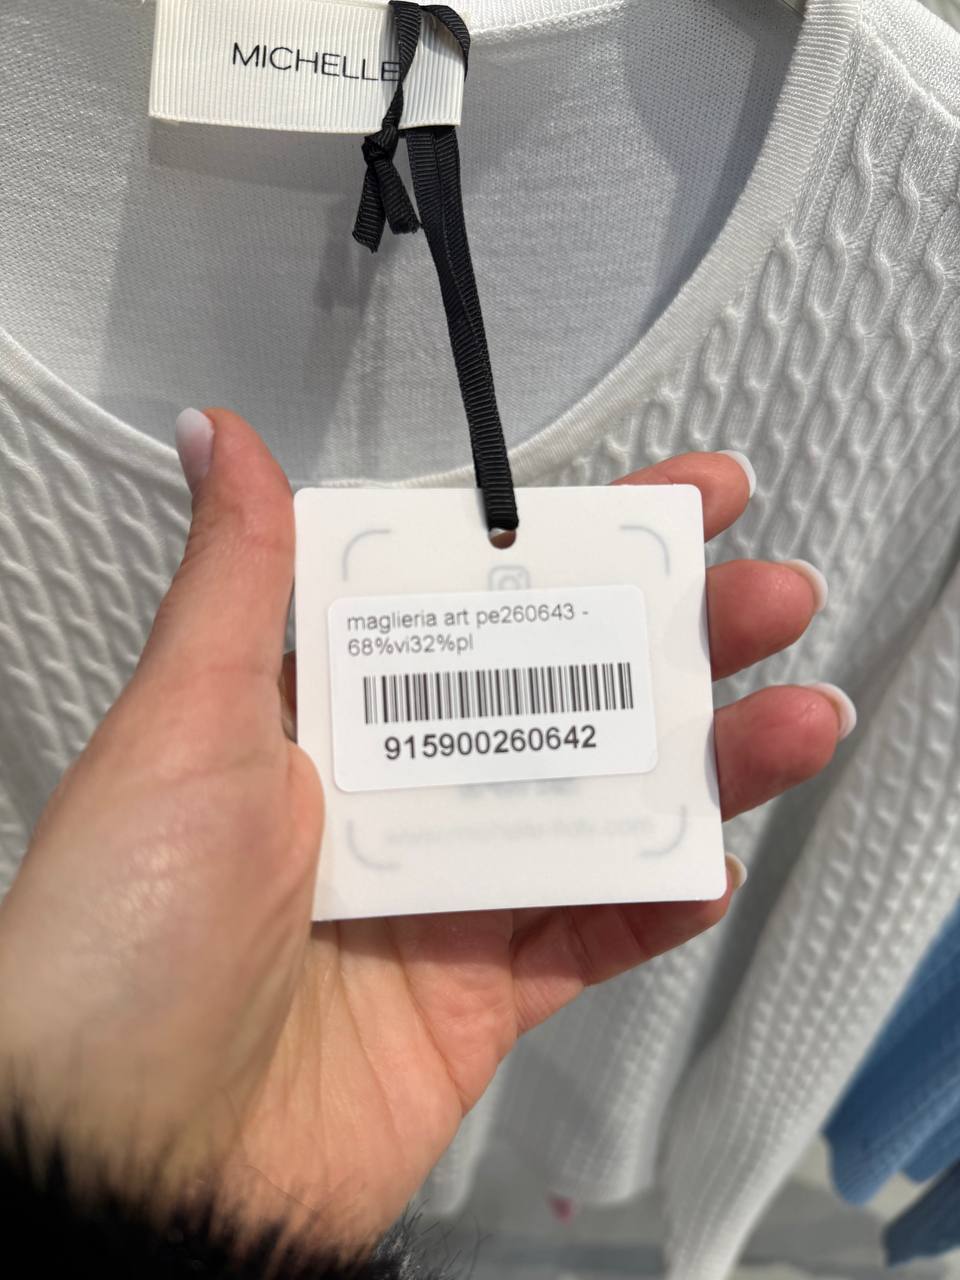 MICHELLE
maglieria art pe260643 -
68%vi32%pl
915900260642